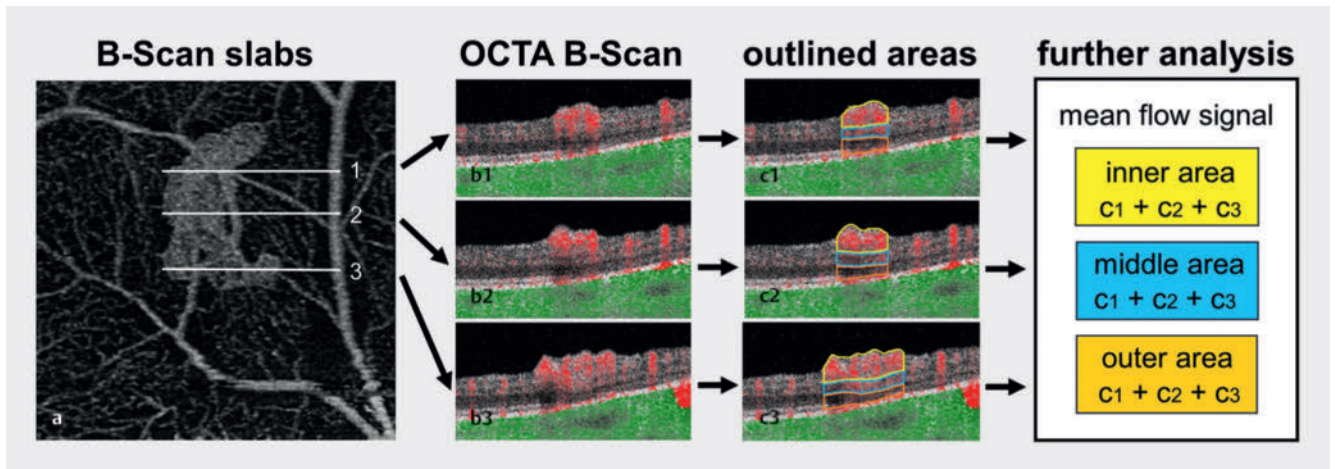 B-Scan slabs
OCTA B-Scan
outlined areas
further analysis
1
2
3
a
b1
b2
b3
c1
c2
c3
mean flow signal
inner area
c1 + c2 + c3
middle area
c1 + c2 + c3
outer area
c1 + c2 + c3